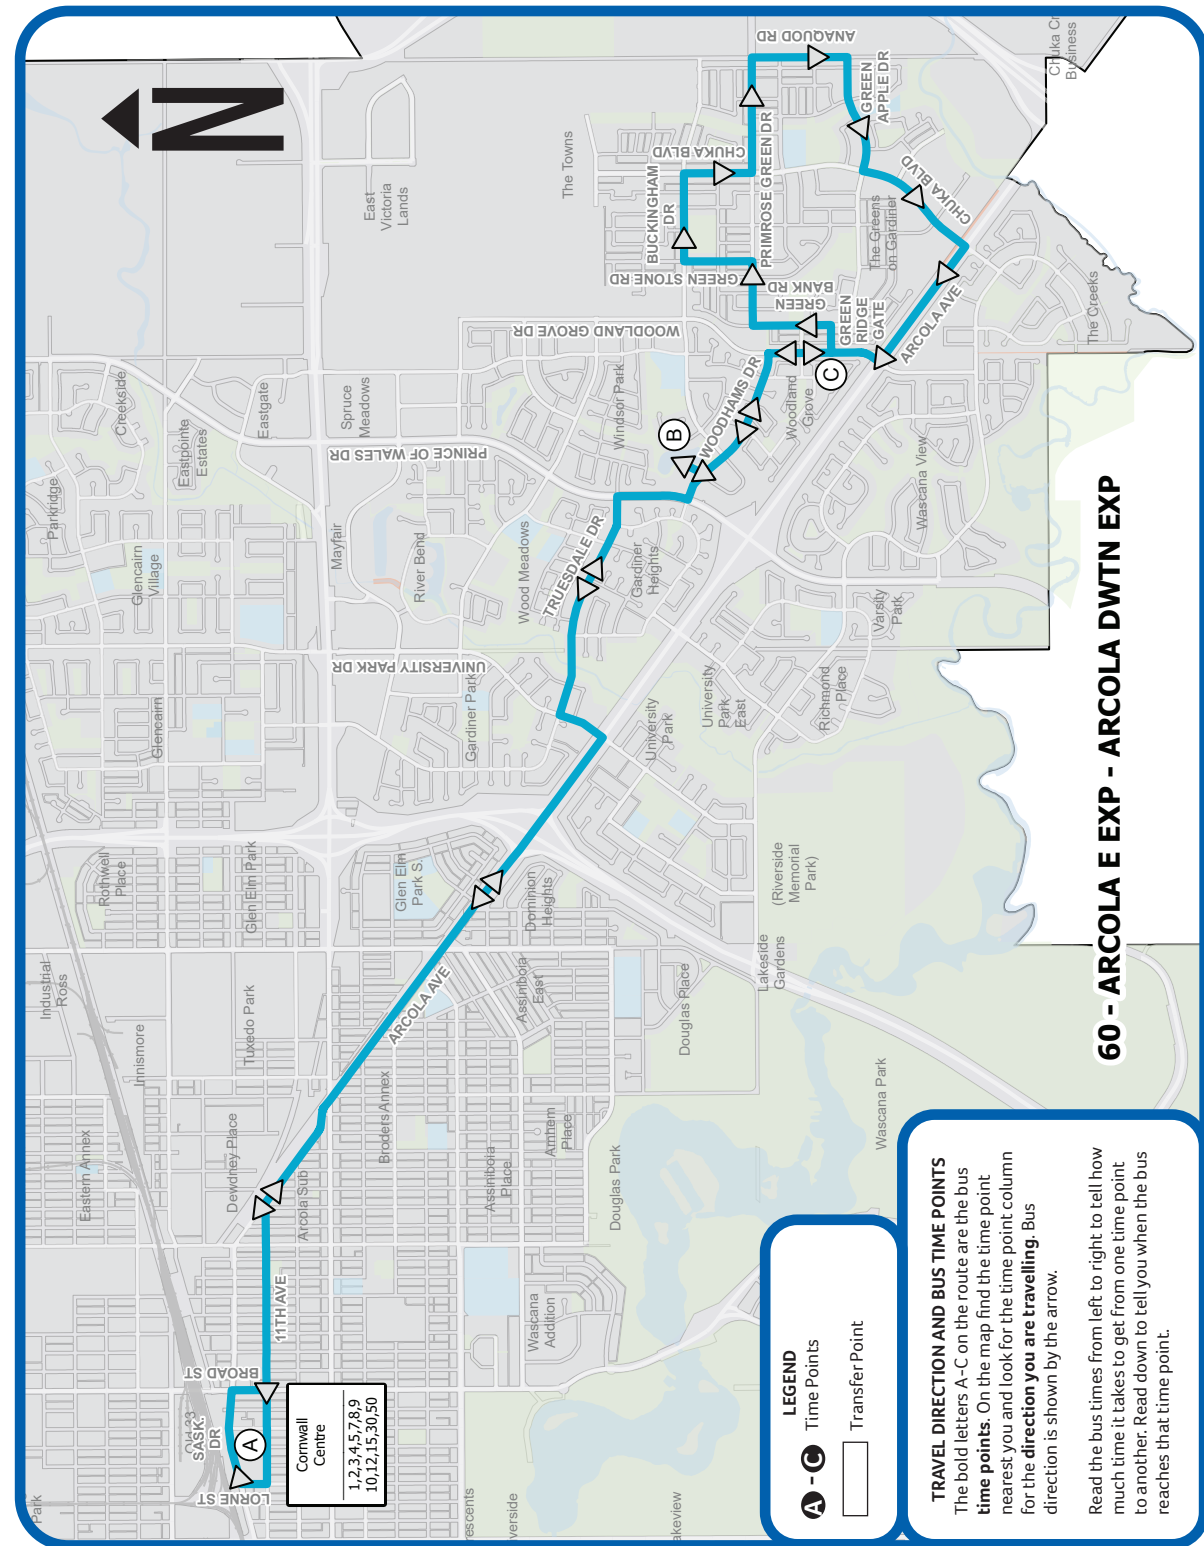 60 - ARCOLA E EXP - ARCOLA DWTN EXP
N
Park
Eastern Annex
Innismore
Industrial
Ross
Rothwell
Place
Glencairn
Parkridge
Glencairn
Village
Creekside
Eastpointe
Estates
Eastgate
East
Victoria
Lands
Dewdney Place
Tuxedo Park
Glen Elm Park
Mayfair
Spruce
Meadows
River Bend
The Towns
Arcola Sub
Broders Annex
Glen Elm
Park S.
Gardiner Park
Wood Meadows
Windsor Park
Assiniboia
Place
Arnhem
Place
Assiniboia
East
Dominion
Heights
University
Park
University
Park
East
Gardiner
Heights
Woodland
Grove
The Greens
on Gardiner
Wascana
Addition
Douglas Park
Douglas Place
Lakeside
Gardens
(Riverside
Memorial
Park)
Richmond
Place
Varsity
Park
Wascana View
The Creeks
Chuka Cr
Business
Wascana Park
rescents
verside
akeview
LORNE ST
SASK.
DR
BROAD ST
11TH AVE
ARCOLA AVE
UNIVERSITY PARK DR
TRUESDALE DR
PRINCE OF WALES DR
WOODHAMS DR
WOODLAND GROVE DR
GREEN
RIDGE
GATE
GREEN
BANK RD
GREEN STONE RD
BUCKINGHAM
DR
CHUKA BLVD
PRIMROSE GREEN DR
ANAQUOD RD
GREEN
APPLE DR
CHUKA BLVD
ARCOLA AVE
A
B
C
Cornwall
Centre
1,2,3,4,5,7,8,9
10,12,15,30,50
LEGEND
A - C Time Points
Transfer Point
TRAVEL DIRECTION AND BUS TIME POINTS
The bold letters A-C on the route are the bus
time points. On the map find the time point
nearest you and look for the time point column
for the direction you are travelling. Bus
direction is shown by the arrow.
Read the bus times from left to right to tell how
much time it takes to get from one time point
to another. Read down to tell you when the bus
reaches that time point.